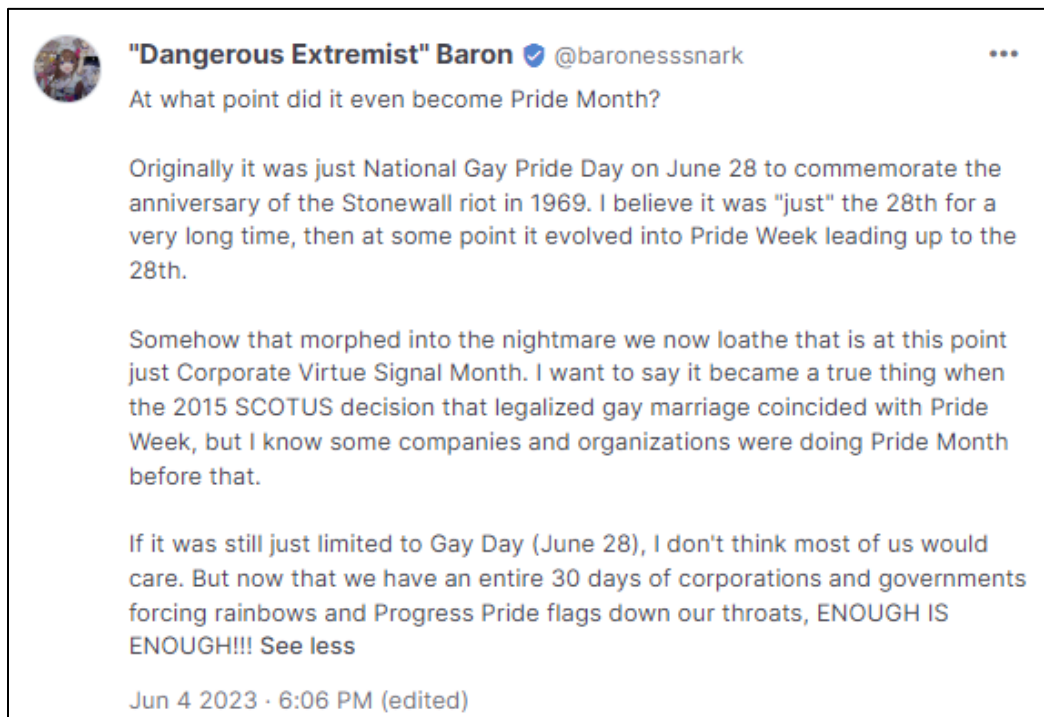 "Dangerous Extremist" Baron @baronesssnark
At what point did it even become Pride Month?
Originally it was just National Gay Pride Day on June 28 to commemorate the
anniversary of the Stonewall riot in 1969. I believe it was "just" the 28th for a
very long time, then at some point it evolved into Pride Week leading up to the
28th.
Somehow that morphed into the nightmare we now loathe that is at this point
just Corporate Virtue Signal Month. I want to say it became a true thing when
the 2015 SCOTUS decision that legalized gay marriage coincided with Pride
Week, but I know some companies and organizations were doing Pride Month
before that.
If it was still just limited to Gay Day (June 28), I don't think most of us would
care. But now that we have an entire 30 days of corporations and governments
forcing rainbows and Progress Pride flags down our throats, ENOUGH IS
ENOUGH!!! See less
Jun 4 2023 · 6:06 PM (edited)